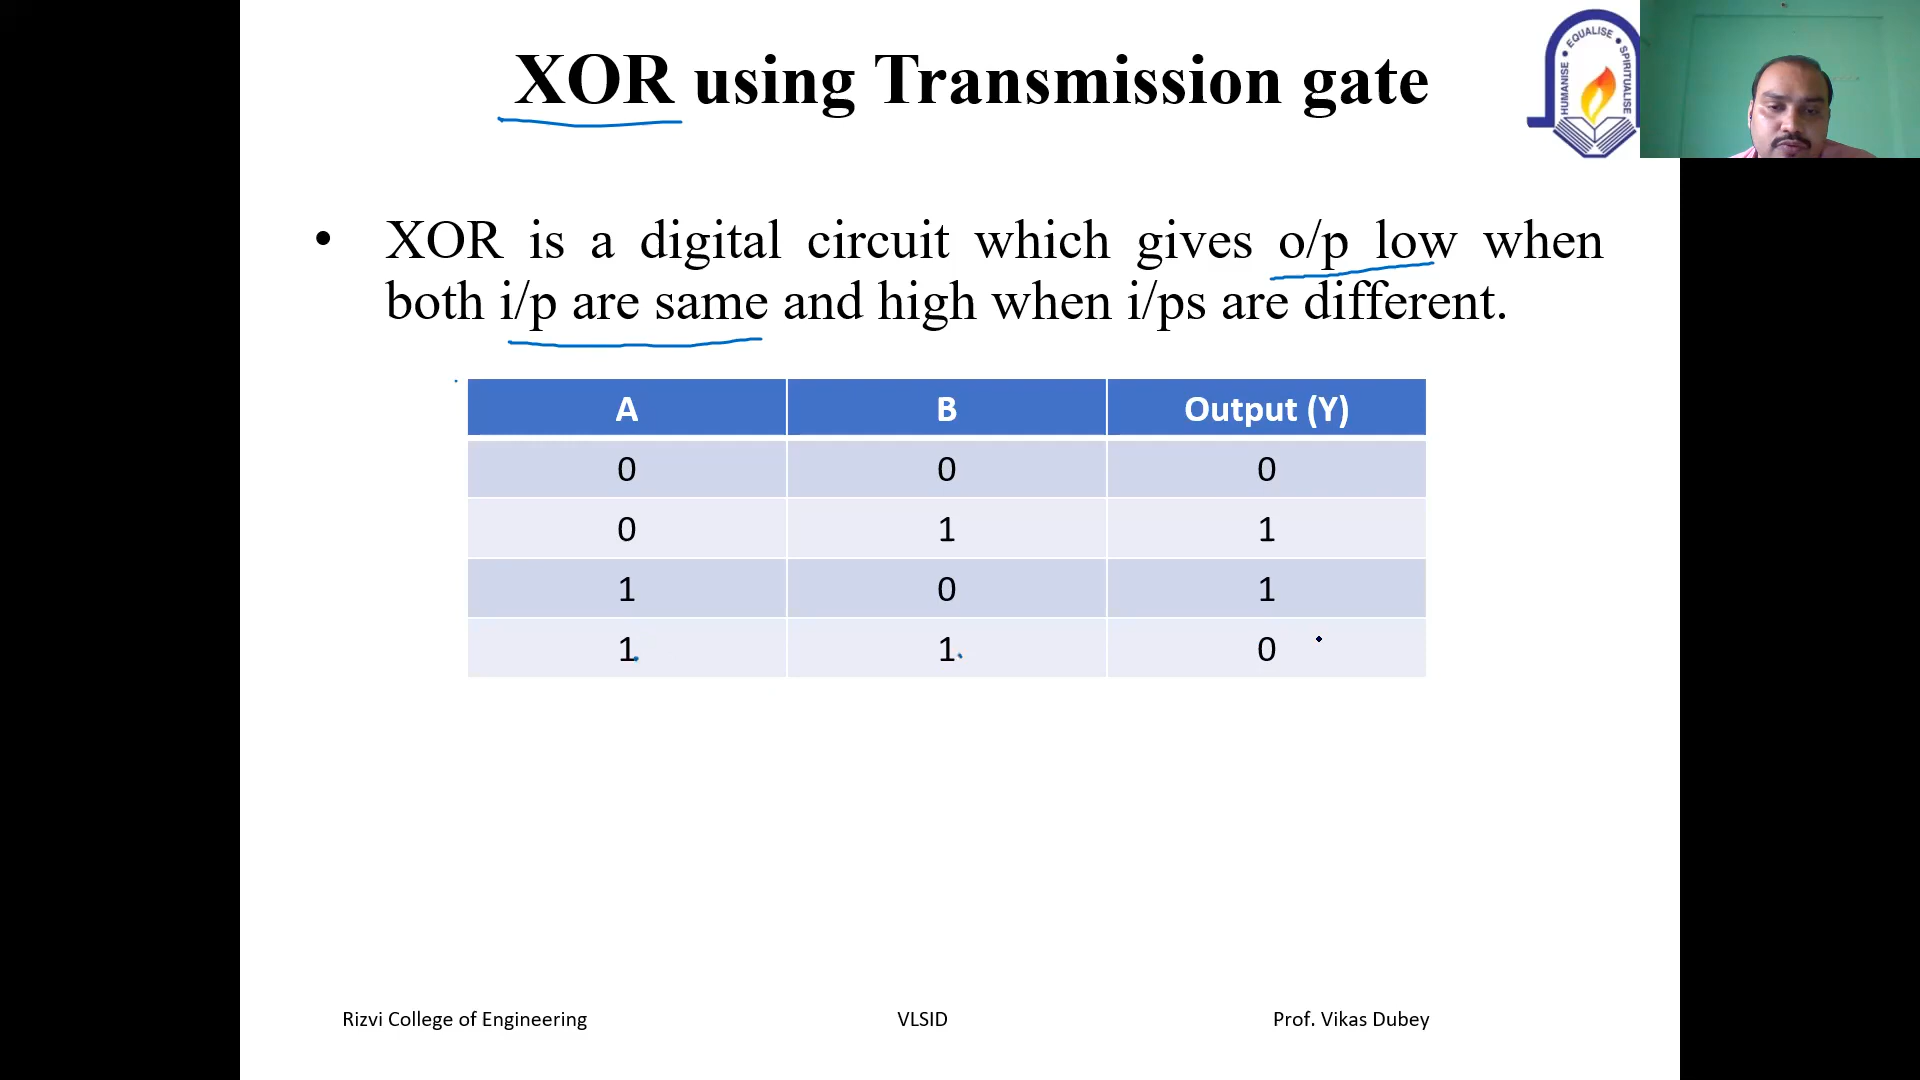 XOR using Transmission gate
HUMANISE • EQUALISE • SPIRITUALISE
• XOR is a digital circuit which gives o/p low when
both i/p are same and high when i/ps are different.
A B Output (Y)
0 0 0
0 1 1
1 0 1
1 1 0
Rizvi College of Engineering VLSID Prof. Vikas Dubey